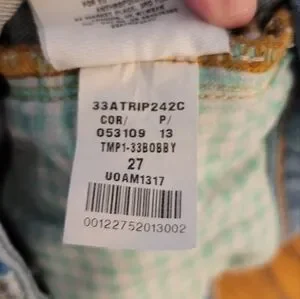 33ATRIP242C
COR/ P/
053109 13
TMP1-33BOBBY
27
U0AM1317
00122752013002